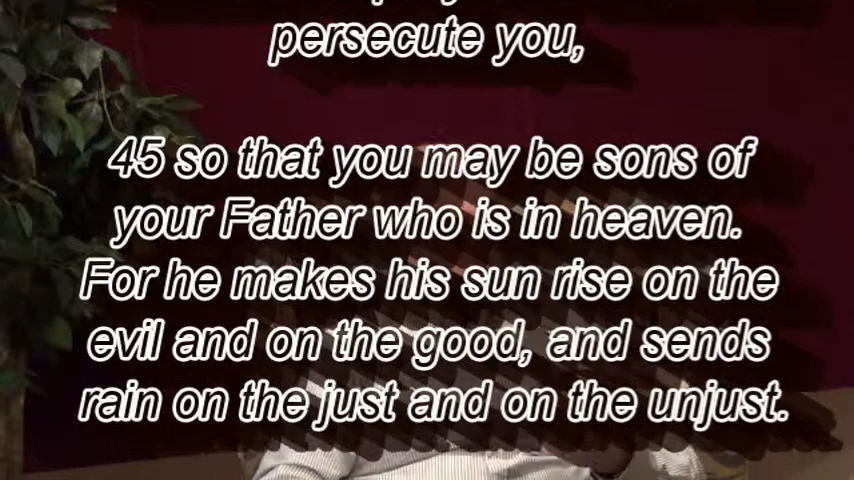 persecute you,
45 so that you may be sons of
your Father who is in heaven.
For he makes his sun rise on the
evil and on the good, and sends
rain on the just and on the unjust.